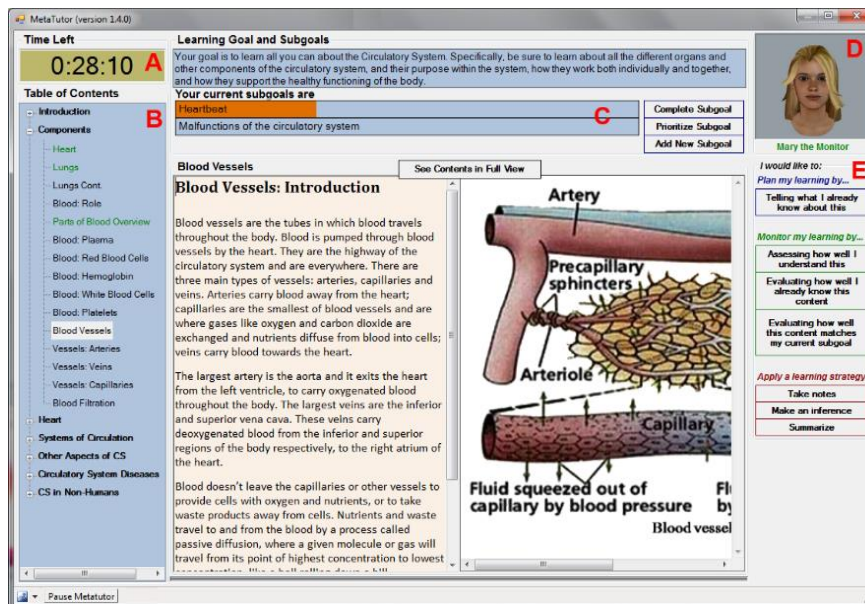 MetaTutor (version 1.4.0)
Time Left
0:28:10
A
Table of Contents
B
Introduction
Components
Heart
Lungs
Lungs Cont.
Blood: Role
Parts of Blood Overview
Blood: Plasma
Blood: Red Blood Cells
Blood: Hemoglobin
Blood: White Blood Cells
Blood: Platelets
Blood Vessels
Vessels: Arteries
Vessels: Veins
Vessels: Capillaries
Blood Filtration
Heart
Systems of Circulation
Other Aspects of CS
Circulatory System Diseases
CS in Non-Humans
Learning Goal and Subgoals
Your goal is to learn all you can about the Circulatory System. Specifically, be sure to learn about all the different organs and
other components of the circulatory system, and their purpose within the system, how they work both individually and together,
and how they support the healthy functioning of the body.
Your current subgoals are
Heartbeat
Malfunctions of the circulatory system
C
Complete Subgoal
Prioritize Subgoal
Add New Subgoal
Blood Vessels
See Contents in Full View
Blood Vessels: Introduction
Blood vessels are the tubes in which blood travels
throughout the body. Blood is pumped through blood
vessels by the heart. They are the highway of the
circulatory system and are everywhere. There are
three main types of vessels: arteries, capillaries and
veins. Arteries carry blood away from the heart;
capillaries are the smallest of blood vessels and are
where gases like oxygen and carbon dioxide are
exchanged and nutrients diffuse from blood into cells;
veins carry blood towards the heart.
The largest artery is the aorta and it exits the heart
from the left ventricle, to carry oxygenated blood
throughout the body. The largest veins are the inferior
and superior vena cava. These veins carry
deoxygenated blood from the inferior and superior
regions of the body respectively, to the right atrium of
the heart.
Blood doesn't leave the capillaries or other vessels to
provide cells with oxygen and nutrients, or to take
waste products away from cells. Nutrients and waste
travel to and from the blood by a process called
passive diffusion, where a given molecule or gas will
travel from its point of highest concentration to lowest
concentration, like a ball rolling down a hill.
Artery
Precapillary
sphincters
Arteriole
Capillary
Fluid squeezed out of
capillary by blood pressure
Fl
by
Blood vessel
D
Mary the Monitor
I would like to:
E
Plan my learning by...
Telling what I already
know about this
Monitor my learning by...
Assessing how well I
understand this
Evaluating how well I
already know this
content
Evaluating how well
this content matches
my current subgoal
Apply a learning strategy
Take notes
Make an inference
Summarize
Pause Metatutor